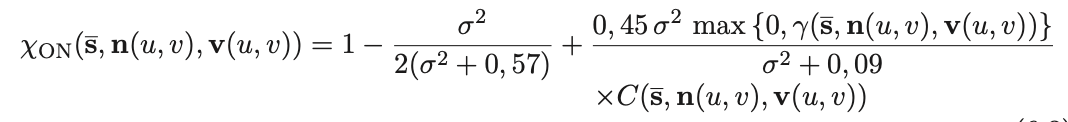 χ_ON(s̄, n(u, v), v(u, v)) = 1 − σ² / 2(σ² + 0, 57) + 0, 45 σ² max {0, γ(s̄, n(u, v), v(u, v))} / σ² + 0, 09
×C(s̄, n(u, v), v(u, v))